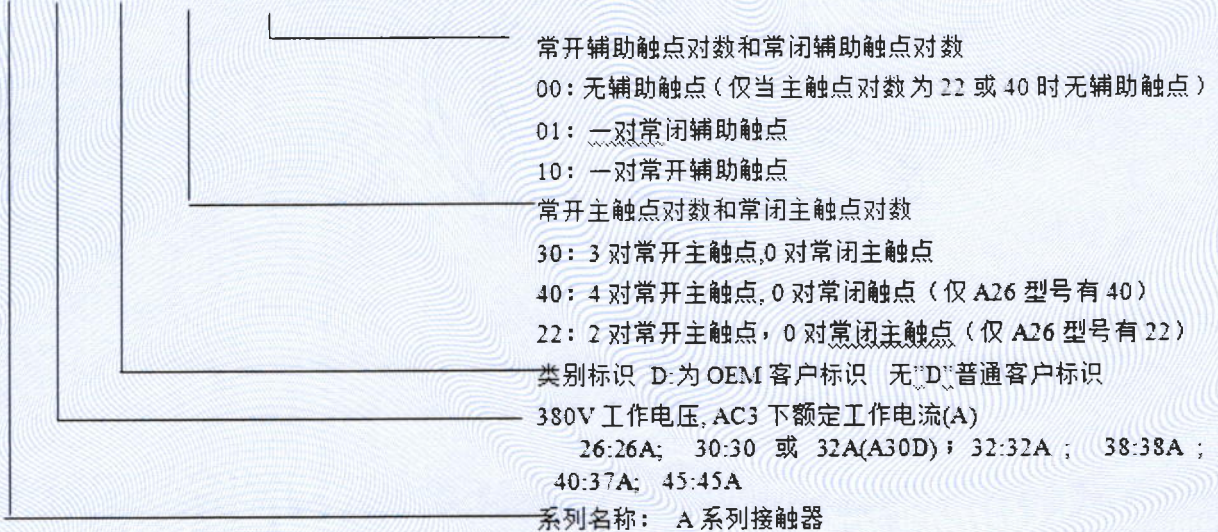 常开辅助触点对数和常闭辅助触点对数
00：无辅助触点（仅当主触点对数为 22 或 40 时无辅助触点）
01：一对常闭辅助触点
10：一对常开辅助触点
常开主触点对数和常闭主触点对数
30：3 对常开主触点,0 对常闭主触点
40：4 对常开主触点, 0 对常闭触点（仅 A26 型号有 40）
22：2 对常开主触点，0 对常闭主触点（仅 A26 型号有 22）
类别标识 D:为 OEM 客户标识 无"D"普通客户标识
380V 工作电压, AC3 下额定工作电流(A)
26:26A; 30:30 或 32A(A30D)；32:32A ; 38:38A ;
40:37A; 45:45A
系列名称： A 系列接触器